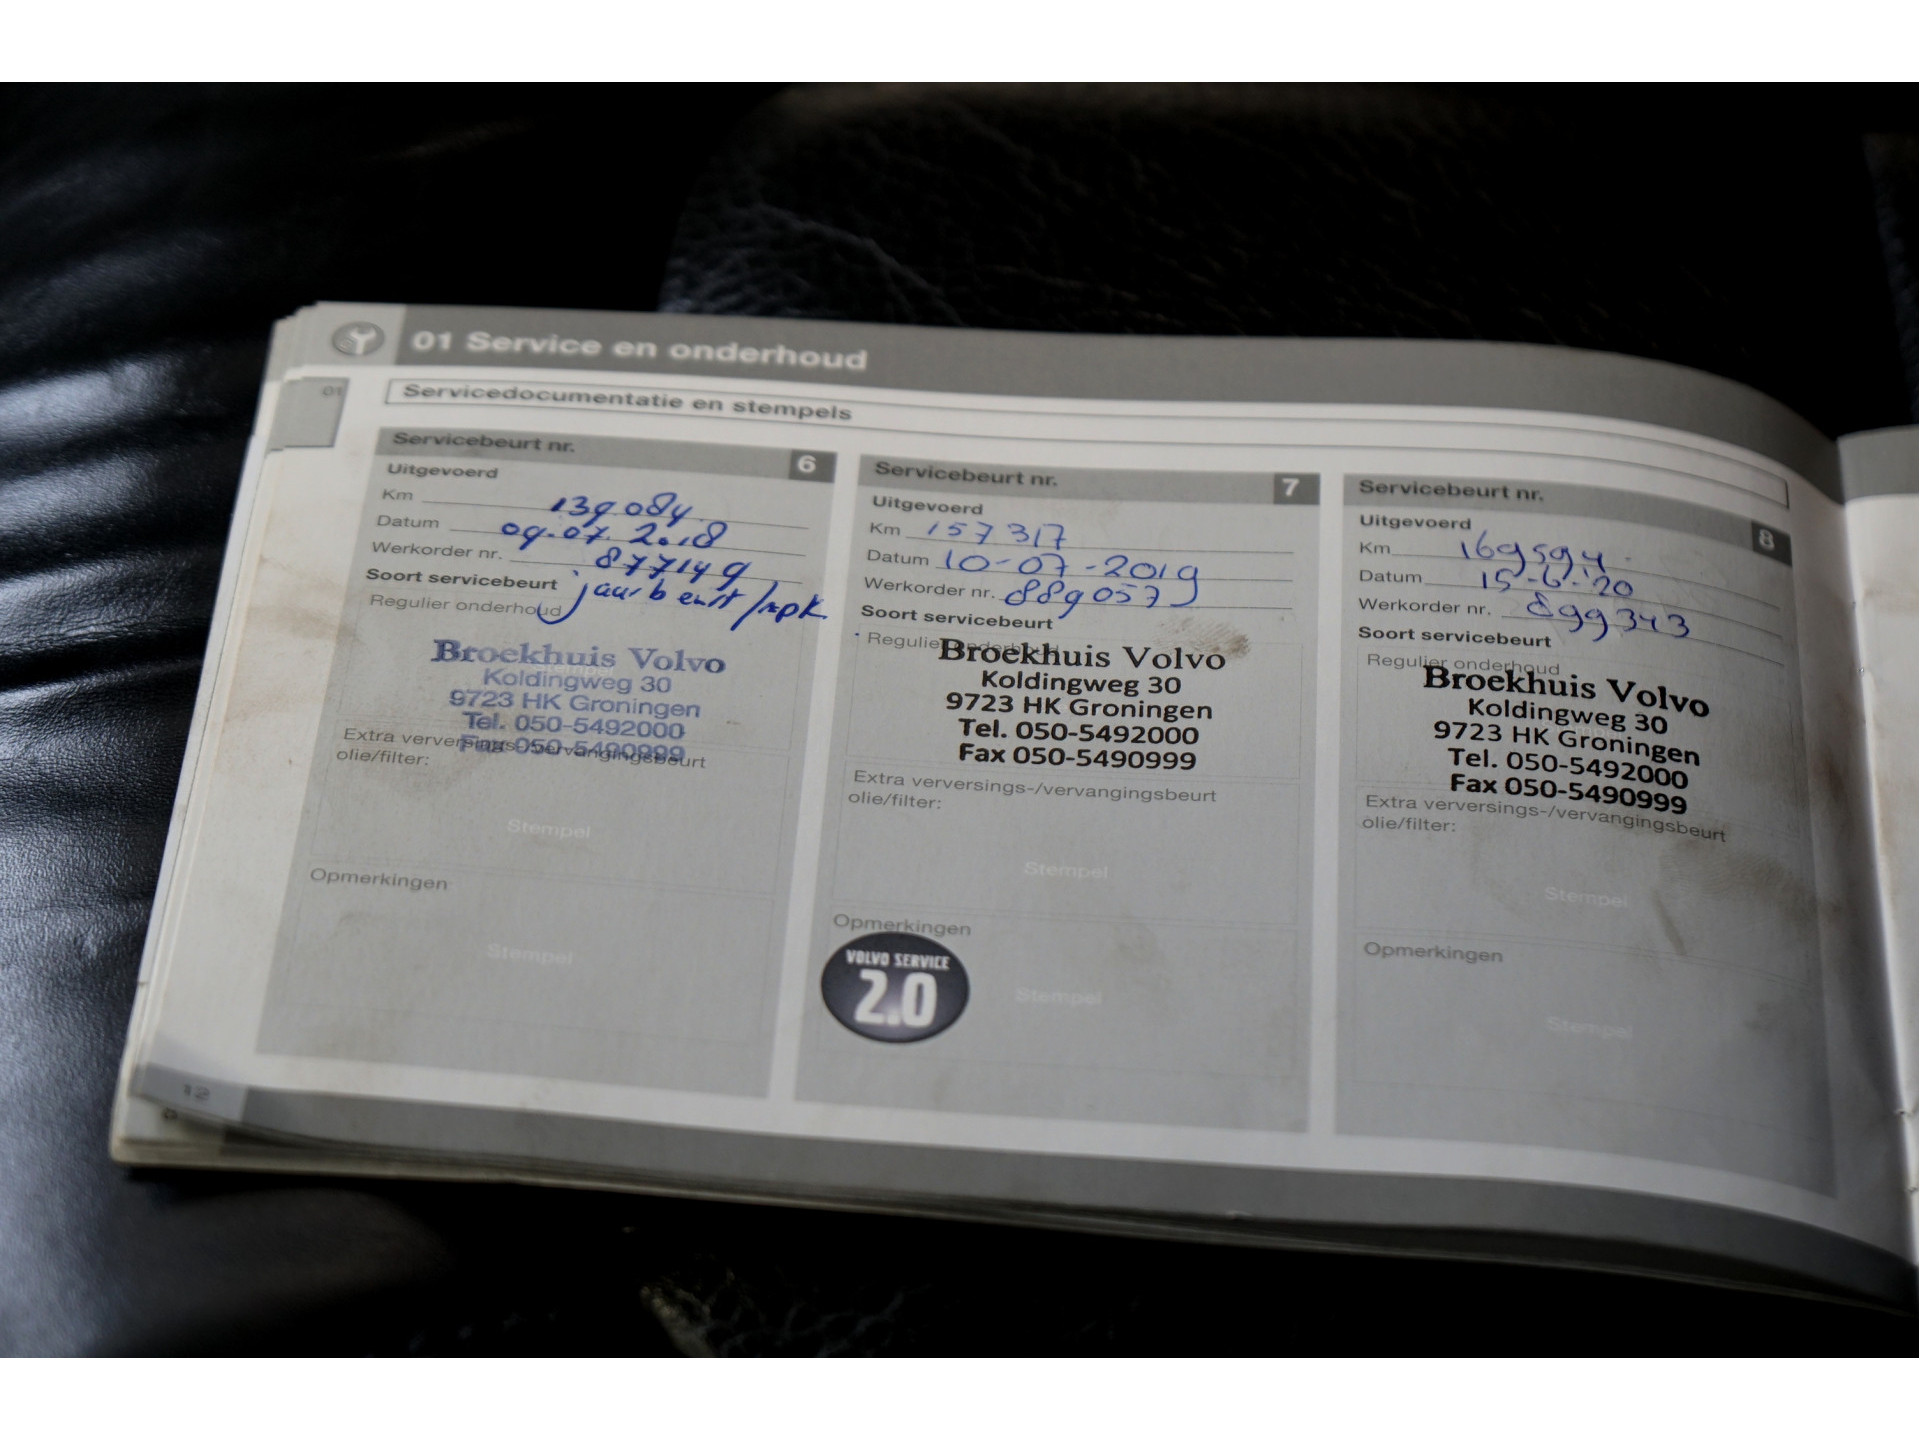 01 Service en onderhoud
01
Servicedocumentatie en stempels
Servicebeurt nr. 6
Uitgevoerd
Km 139084
Datum 09.07.2018
Werkorder nr. 877149
Soort servicebeurt jaarbeurt/apk
Regulier onderhoud
Broekhuis Volvo
Koldingweg 30
9723 HK Groningen
Tel. 050-5492000
Fax 050-5490999
Extra verversings-/vervangingsbeurt
olie/filter:
Stempel
Opmerkingen
Stempel
Servicebeurt nr. 7
Uitgevoerd
Km 157317
Datum 10-07-2019
Werkorder nr. 889057
Soort servicebeurt
Regulier onderhoud
Broekhuis Volvo
Koldingweg 30
9723 HK Groningen
Tel. 050-5492000
Fax 050-5490999
Extra verversings-/vervangingsbeurt
olie/filter:
Stempel
Opmerkingen
VOLVO SERVICE
2.0
Stempel
Servicebeurt nr. 8
Uitgevoerd
Km 169594
Datum 15-6-'20
Werkorder nr. 899343
Soort servicebeurt
Regulier onderhoud
Broekhuis Volvo
Koldingweg 30
9723 HK Groningen
Tel. 050-5492000
Fax 050-5490999
Extra verversings-/vervangingsbeurt
olie/filter:
Stempel
Opmerkingen
Stempel
12